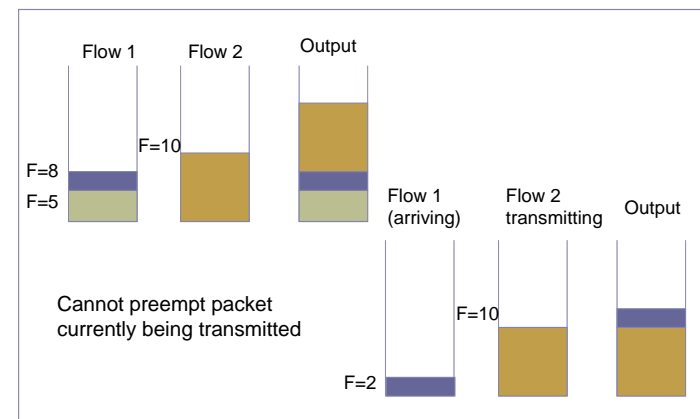 Flow 1
Flow 2
Output
F=10
F=8
F=5
Flow 1
(arriving)
Flow 2
transmitting
Output
Cannot preempt packet
currently being transmitted
F=10
F=2